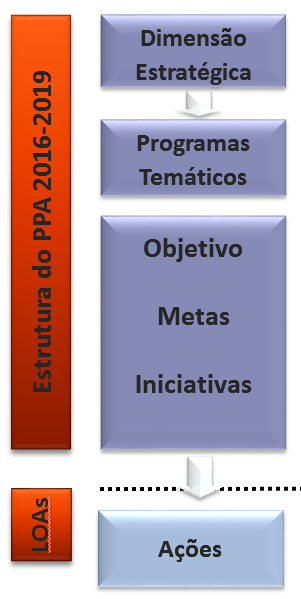 Estrutura do PPA 2016-2019
Dimensão
Estratégica
Programas
Temáticos
Objetivo
Metas
Iniciativas
LOAs
Ações